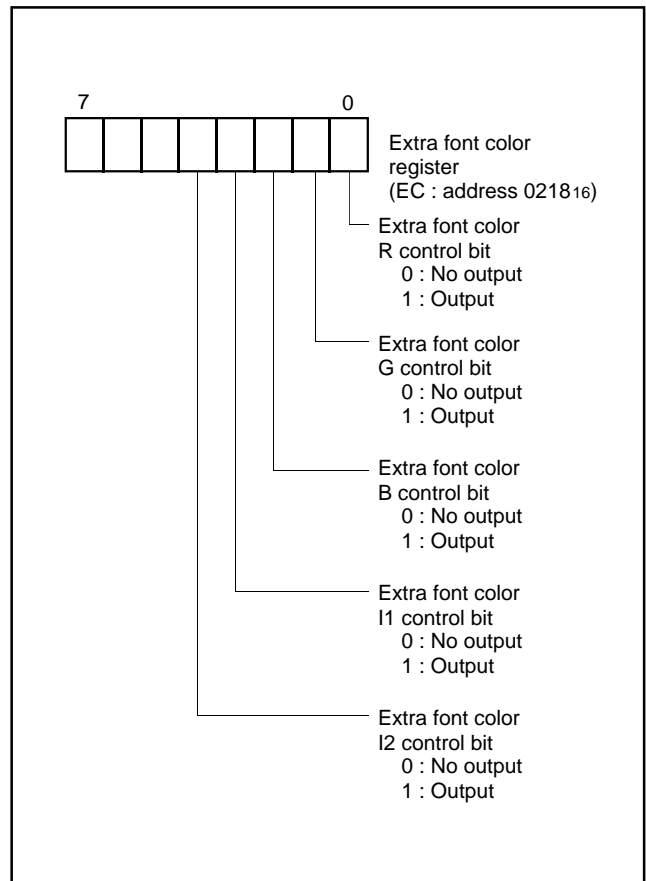 7 0
Extra font color
register
(EC : address 021816)
Extra font color
R control bit
0 : No output
1 : Output
Extra font color
G control bit
0 : No output
1 : Output
Extra font color
B control bit
0 : No output
1 : Output
Extra font color
I1 control bit
0 : No output
1 : Output
Extra font color
I2 control bit
0 : No output
1 : Output